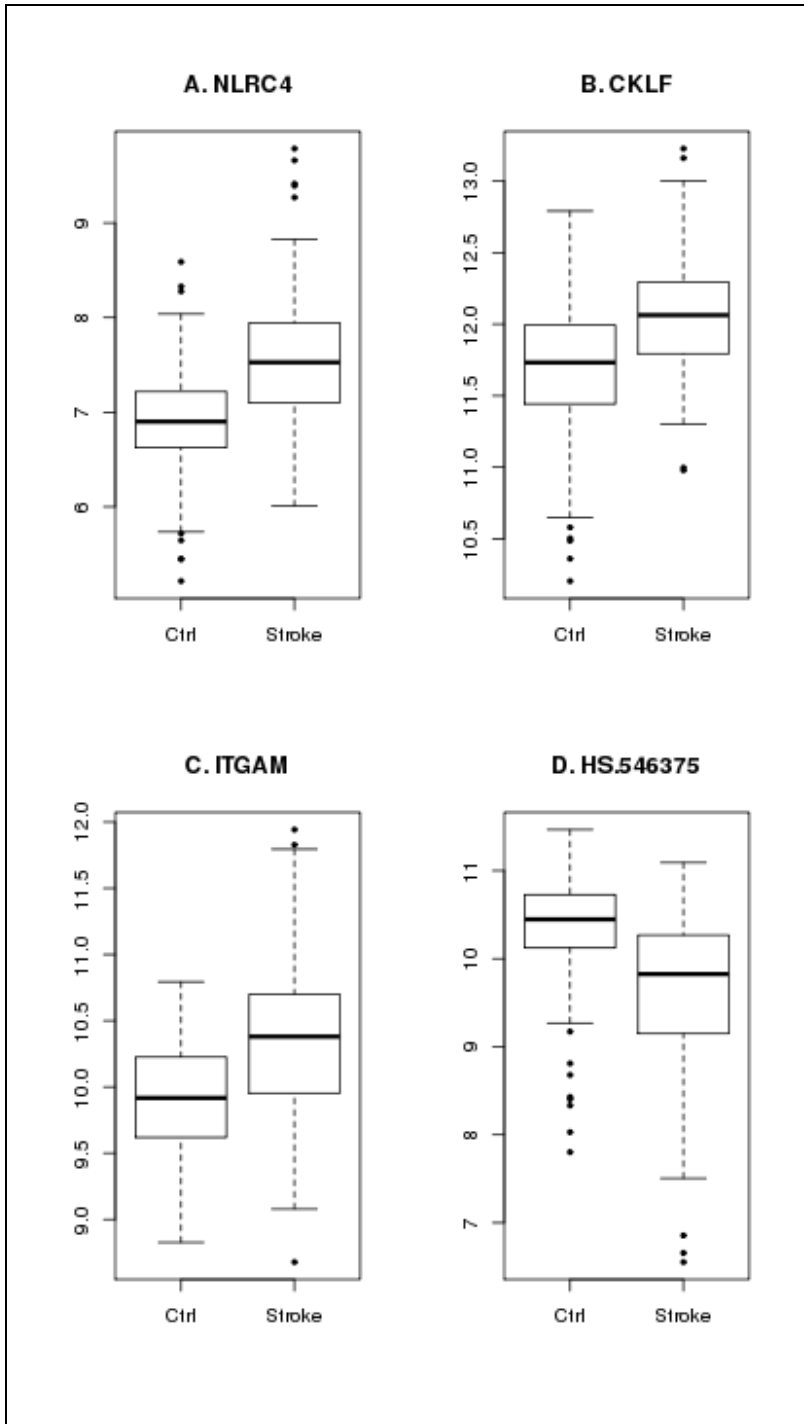 A. NLRC4
9
8
7
6
Ctrl Stroke
B. CKLF
13.0
12.5
12.0
11.5
11.0
10.5
Ctrl Stroke
C. ITGAM
12.0
11.5
11.0
10.5
10.0
9.5
9.0
Ctrl Stroke
D. HS.546375
11
10
9
8
7
Ctrl Stroke